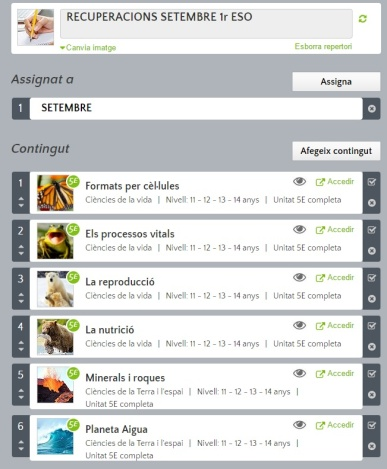 RECUPERACIONS SETEMBRE 1r ESO
Canvia imatge Esborra repertori
Assignat a Assigna
1 SETEMBRE
Contingut Afegeix contingut
1 5E Formats per cèl·lules Accedir
Ciències de la vida | Nivell: 11 - 12 - 13 - 14 anys | Unitat 5E completa
2 5E Els processos vitals Accedir
Ciències de la vida | Nivell: 11 - 12 - 13 - 14 anys | Unitat 5E completa
3 5E La reproducció Accedir
Ciències de la vida | Nivell: 11 - 12 - 13 - 14 anys | Unitat 5E completa
4 5E La nutrició Accedir
Ciències de la vida | Nivell: 11 - 12 - 13 - 14 anys | Unitat 5E completa
5 5E Minerals i roques Accedir
Ciències de la Terra i l'espai | Nivell: 11 - 12 - 13 - 14 anys |
Unitat 5E completa
6 5E Planeta Aigua Accedir
Ciències de la Terra i l'espai | Nivell: 11 - 12 - 13 - 14 anys |
Unitat 5E completa